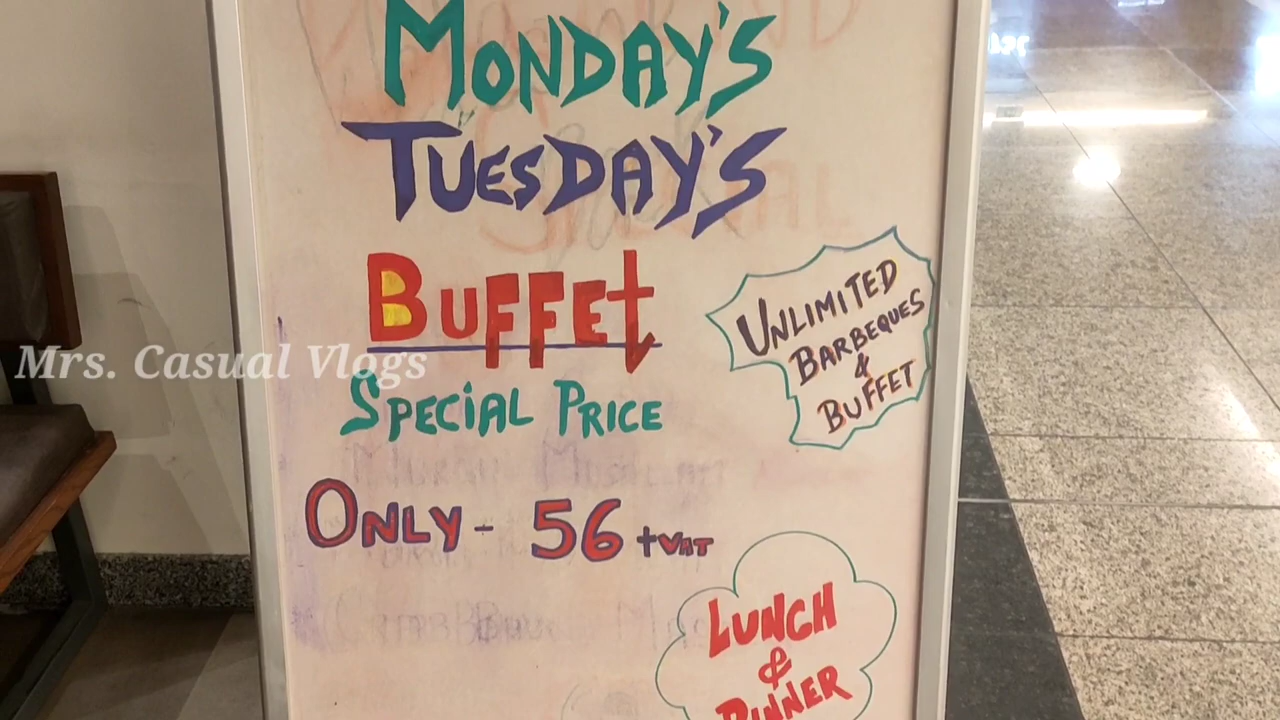 MONDAY'S
TUESDAY'S
BUFFEt
SPECiAL PRICE
ONLY - 56 +VAT
UNLIMITED
BARBEQUES
&
BUFFET
LUNCH
&
DINNER
Mrs. Casual Vlogs